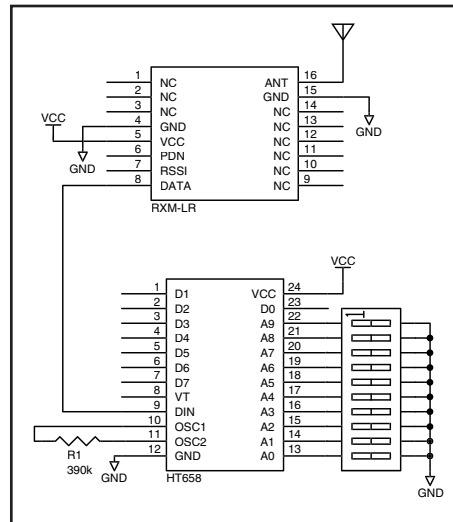 1 NC ANT 16
2 NC GND 15
3 NC NC 14
4 GND NC 13
VCC 5 VCC NC 12
6 PDN NC 11
7 RSSI NC 10
8 DATA NC 9
GND
GND
RXM-LR
VCC
1 D1 VCC 24
2 D2 D0 23
3 D3 A9 22
4 D4 A8 21
5 D5 A7 20
6 D6 A6 19
7 D7 A5 18
8 VT A4 17
9 DIN A3 16
10 OSC1 A2 15
11 OSC2 A1 14
12 GND A0 13
1
R1
390k
GND
HT658
GND